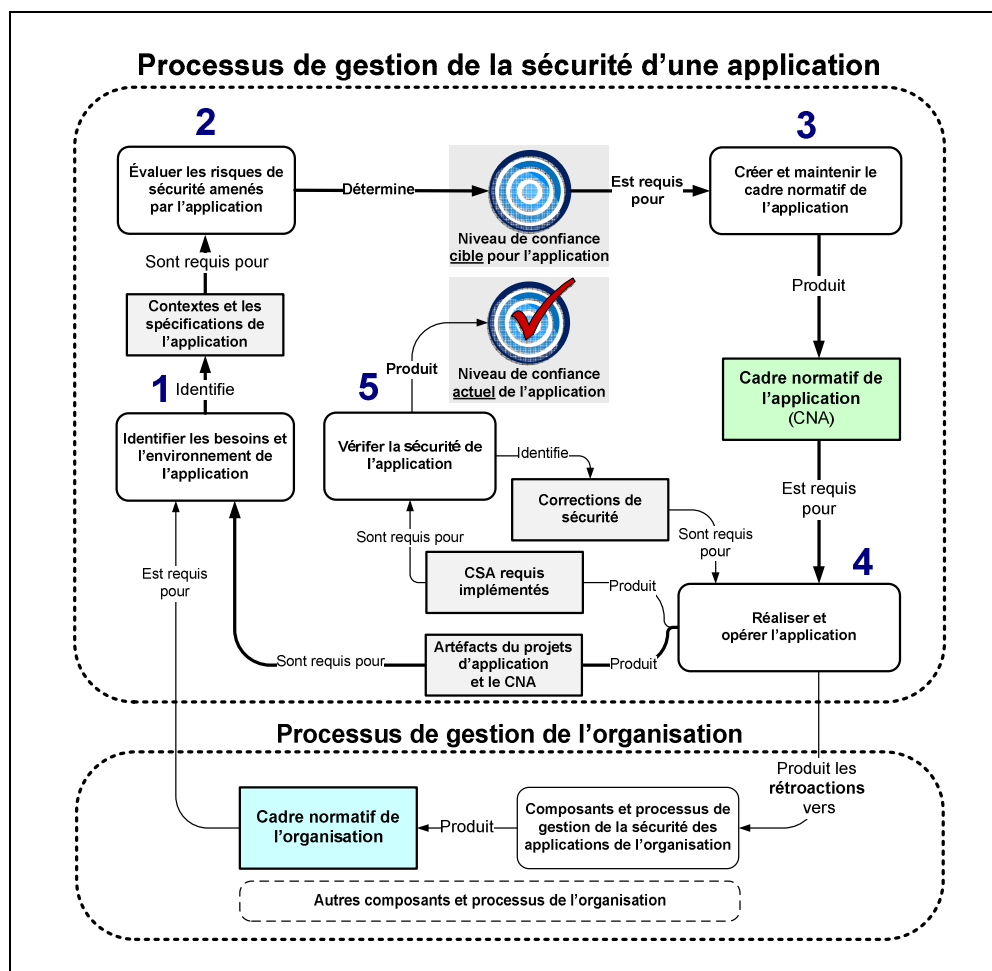 Processus de gestion de la sécurité d’une application
2
3
Évaluer les risques de
sécurité amenés
par l’application
Détermine
Niveau de confiance
cible pour l’application
Est requis
pour
Créer et maintenir le
cadre normatif de
l’application
Sont requis pour
Produit
Contextes et les
spécifications de
l’application
Niveau de confiance
actuel de l’application
1
Identifie
5
Produit
Cadre normatif de
l’application
(CNA)
Identifier les besoins et
l’environnement de
l’application
Vérifer la sécurité de
l’application
Identifie
Corrections de
sécurité
Est requis
pour
Sont requis pour
Sont requis
pour
4
Est requis
pour
CSA requis
implémentés
Produit
Réaliser et
opérer l’application
Sont requis pour
Artéfacts du projets
d’application
et le CNA
Produit
Processus de gestion de l’organisation
Produit les
rétroactions
vers
Cadre normatif de
l’organisation
Produit
Composants et processus de
gestion de la sécurité des
applications de l’organisation
Autres composants et processus de l’organisation